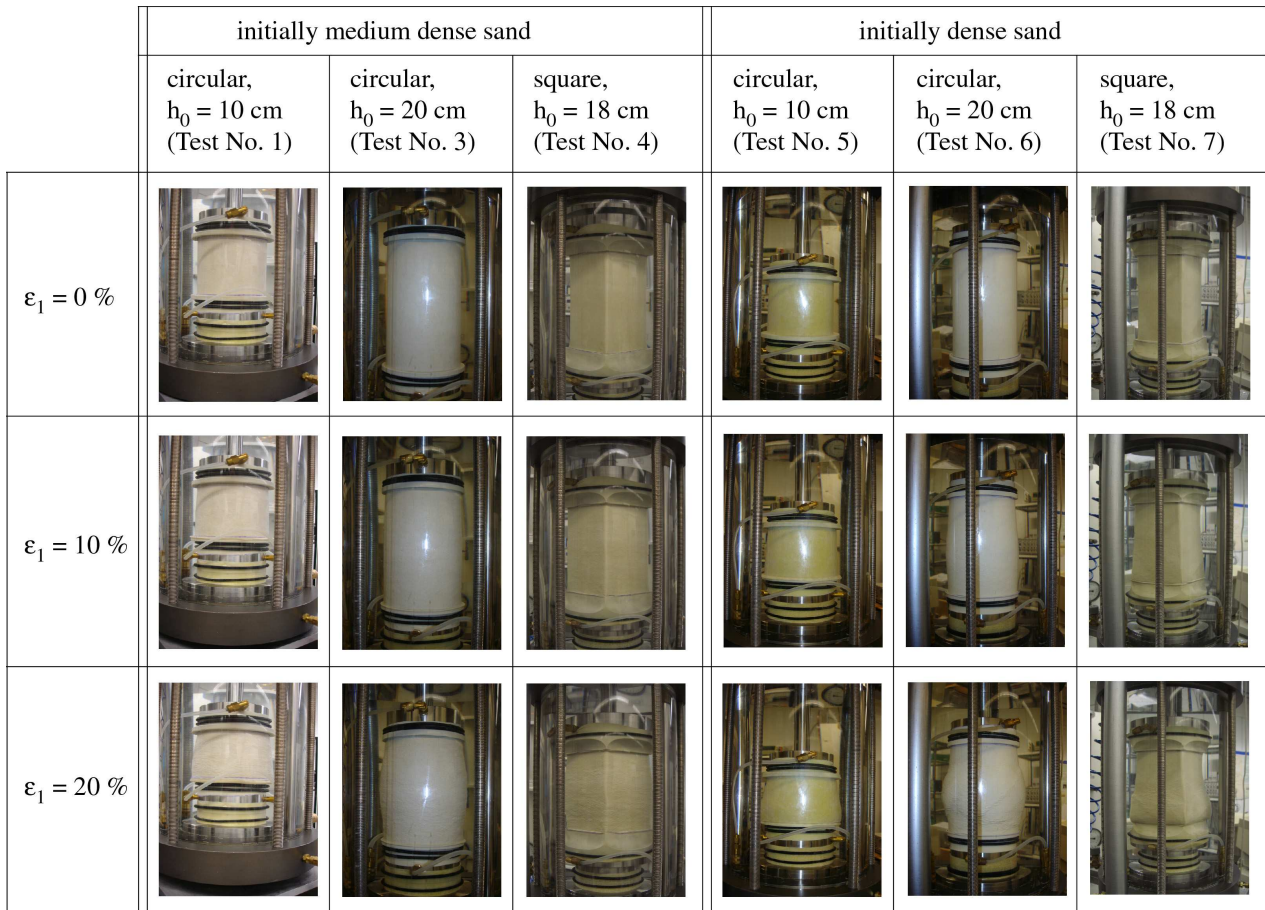 initially medium dense sand
initially dense sand
circular,
h₀ = 10 cm
(Test No. 1)
circular,
h₀ = 20 cm
(Test No. 3)
square,
h₀ = 18 cm
(Test No. 4)
circular,
h₀ = 10 cm
(Test No. 5)
circular,
h₀ = 20 cm
(Test No. 6)
square,
h₀ = 18 cm
(Test No. 7)
ε₁ = 0 %
ε₁ = 10 %
ε₁ = 20 %